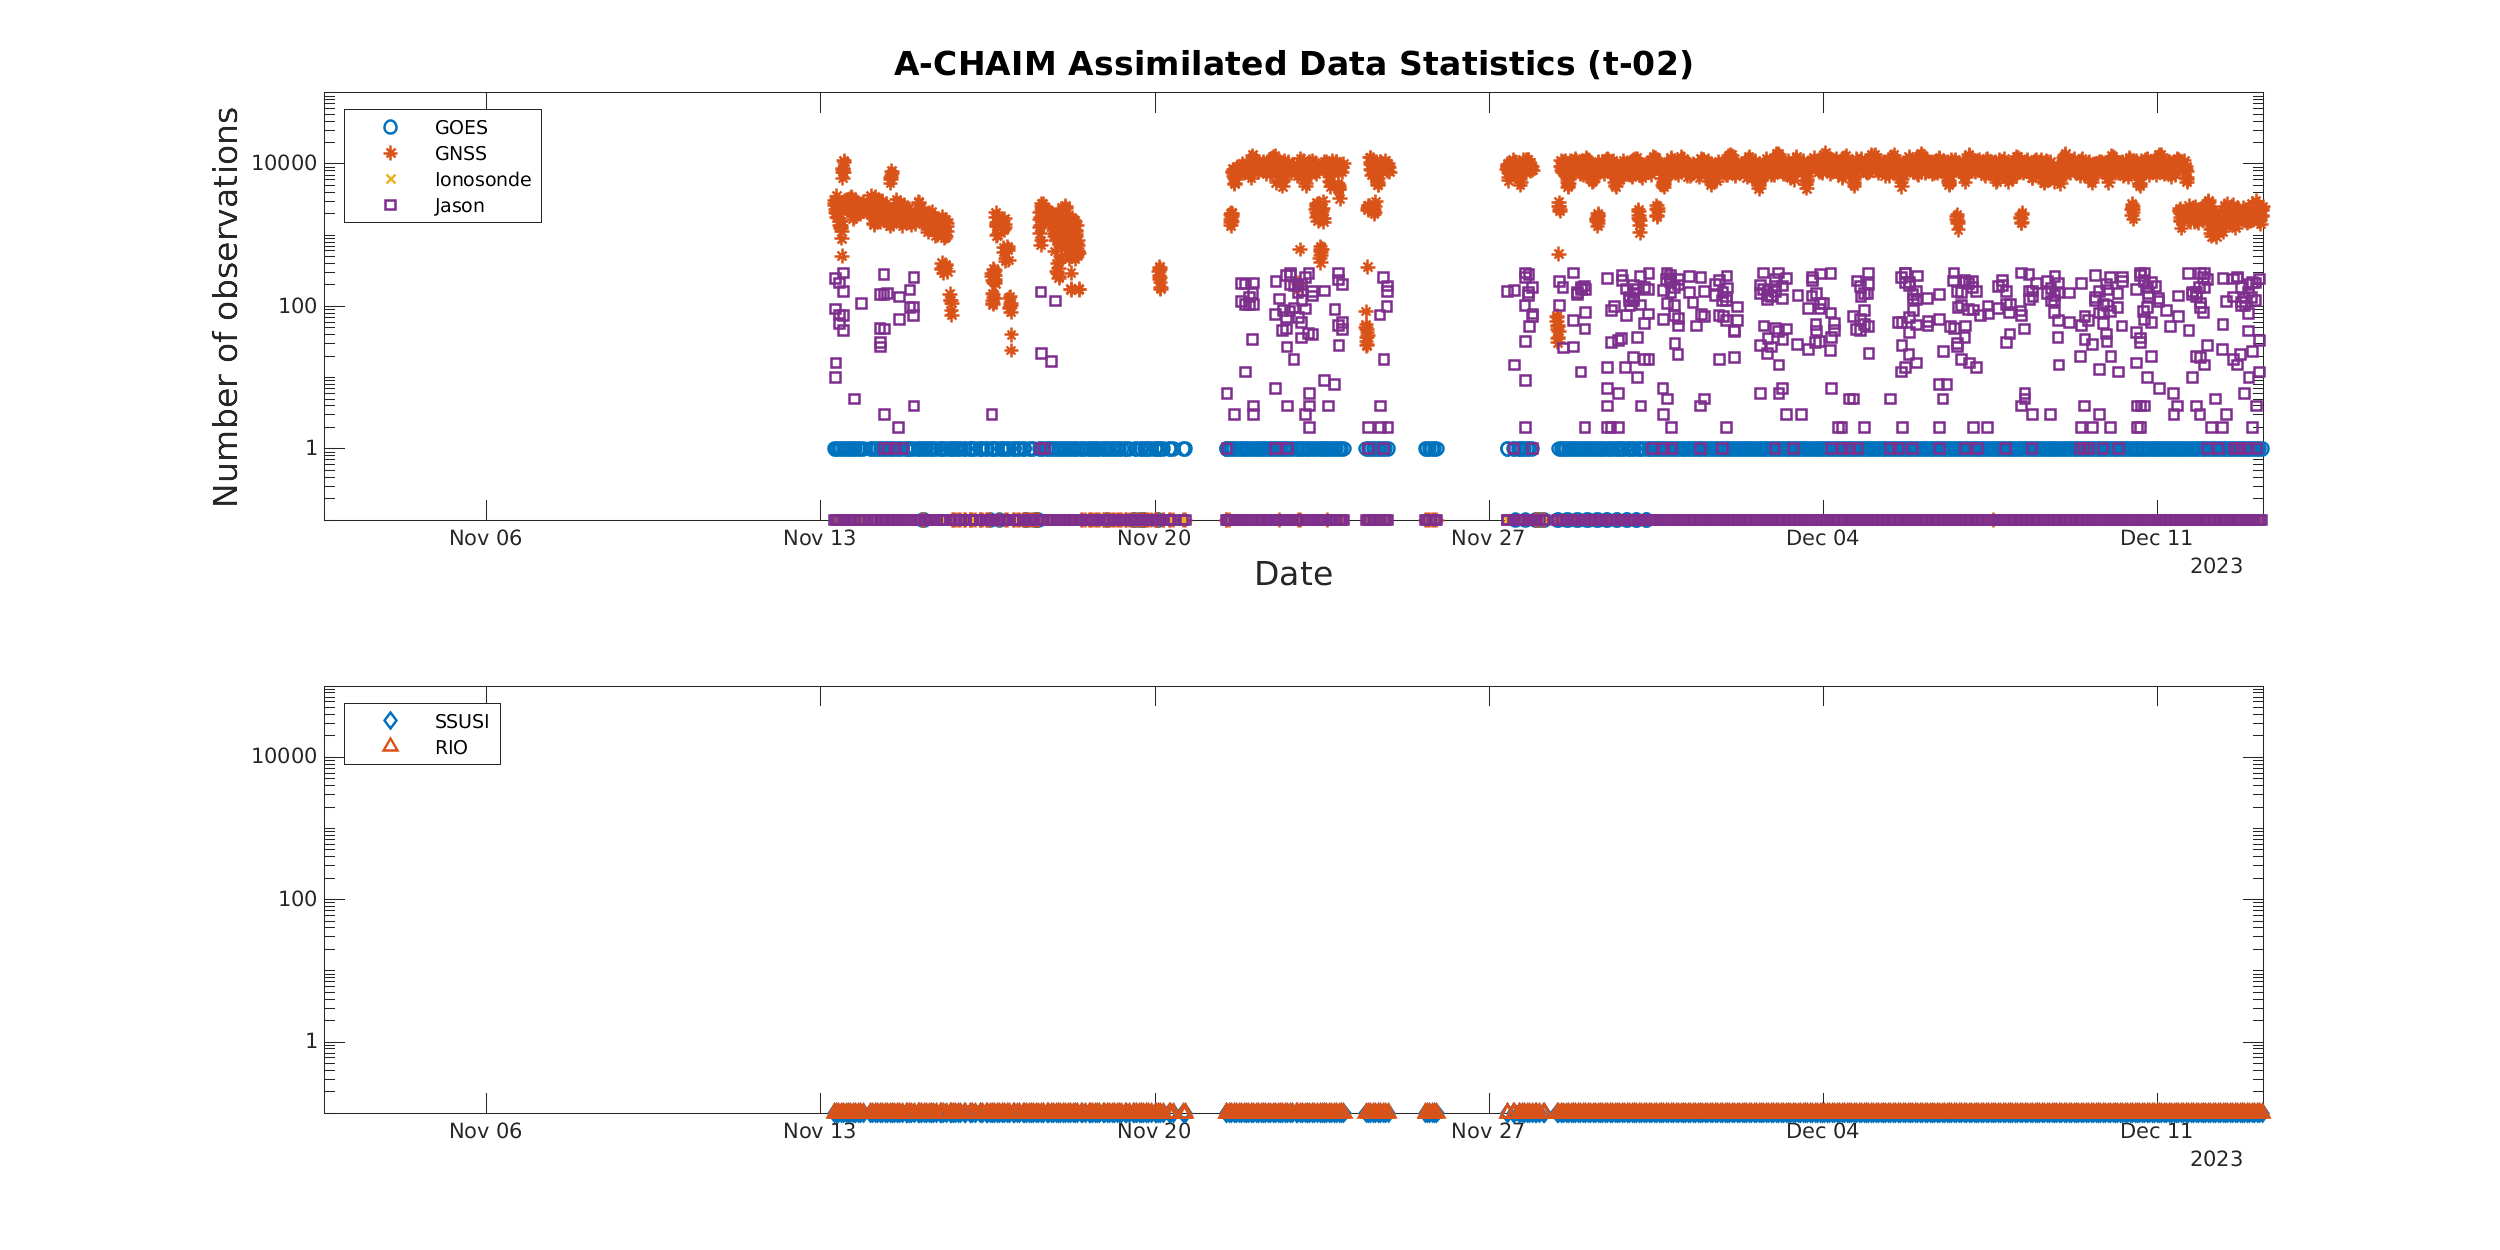 A-CHAIM Assimilated Data Statistics (t-02)
Number of observations
10000
100
1
GOES
GNSS
Ionosonde
Jason
Nov 06
Nov 13
Nov 20
Nov 27
Dec 04
Dec 11
2023
Date
10000
100
1
SSUSI
RIO
Nov 06
Nov 13
Nov 20
Nov 27
Dec 04
Dec 11
2023